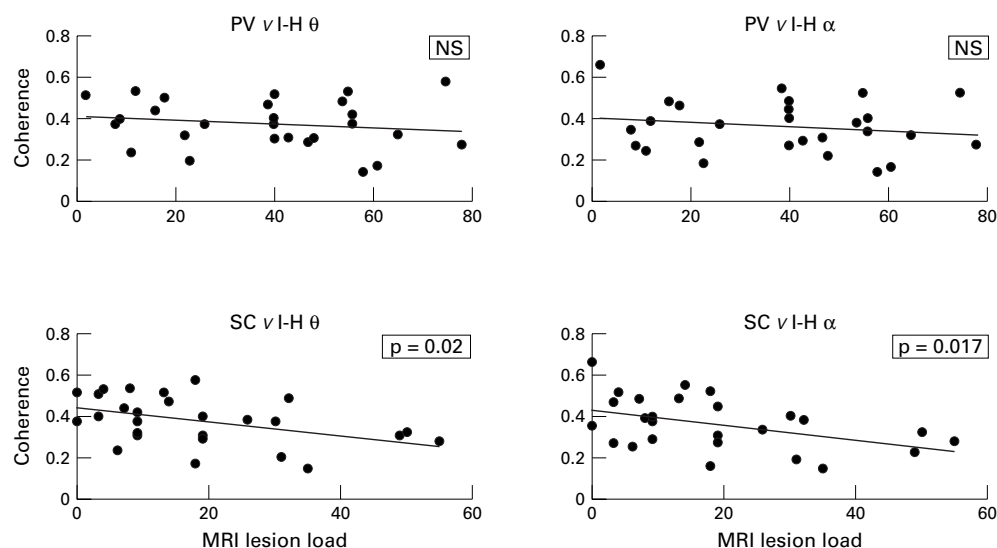 PV v I-H θ
NS
Coherence
0.8
0.6
0.4
0.2
0
0 20 40 60 80
PV v I-H α
NS
0.8
0.6
0.4
0.2
0
0 20 40 60 80
SC v I-H θ
p = 0.02
Coherence
0.8
0.6
0.4
0.2
0
0 20 40 60
MRI lesion load
SC v I-H α
p = 0.017
0.8
0.6
0.4
0.2
0
0 20 40 60
MRI lesion load